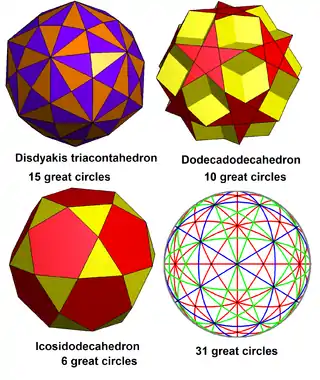 Disdyakis triacontahedron
15 great circles
Dodecadodecahedron
10 great circles
Icosidodecahedron
6 great circles
31 great circles